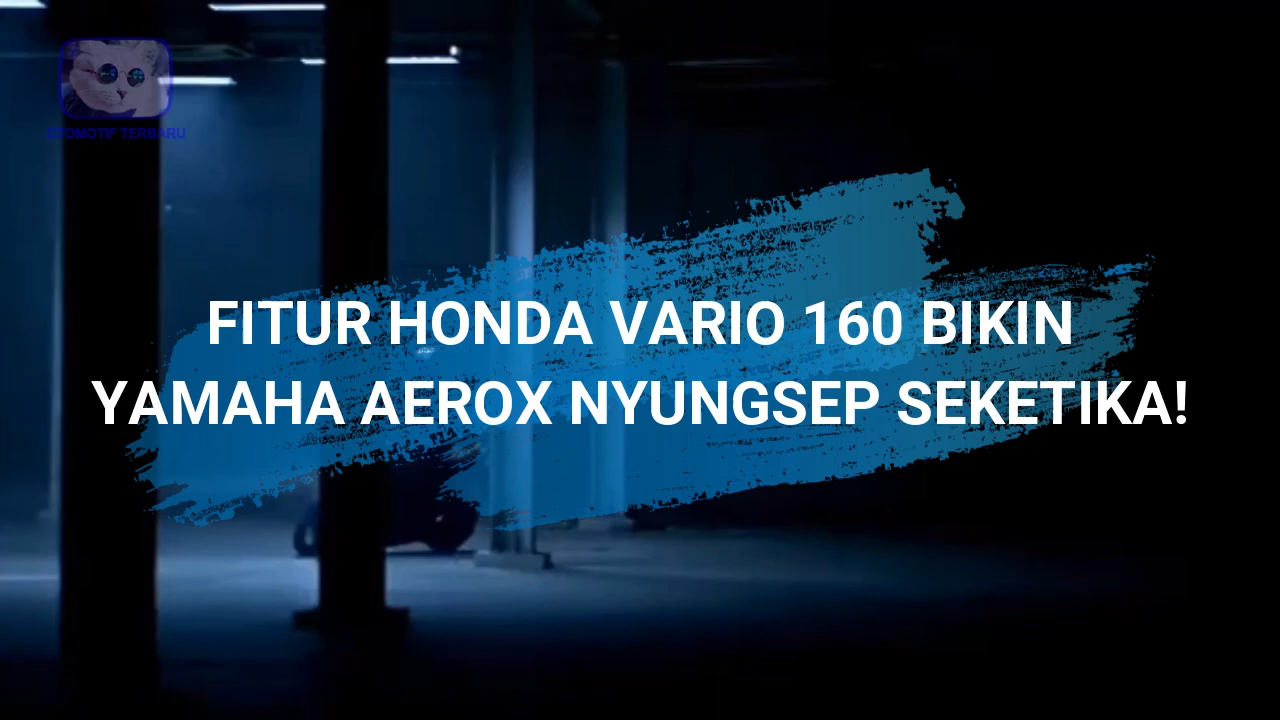 OTOMOTIF TERBARU
FITUR HONDA VARIO 160 BIKIN
YAMAHA AEROX NYUNGSEP SEKETIKA!